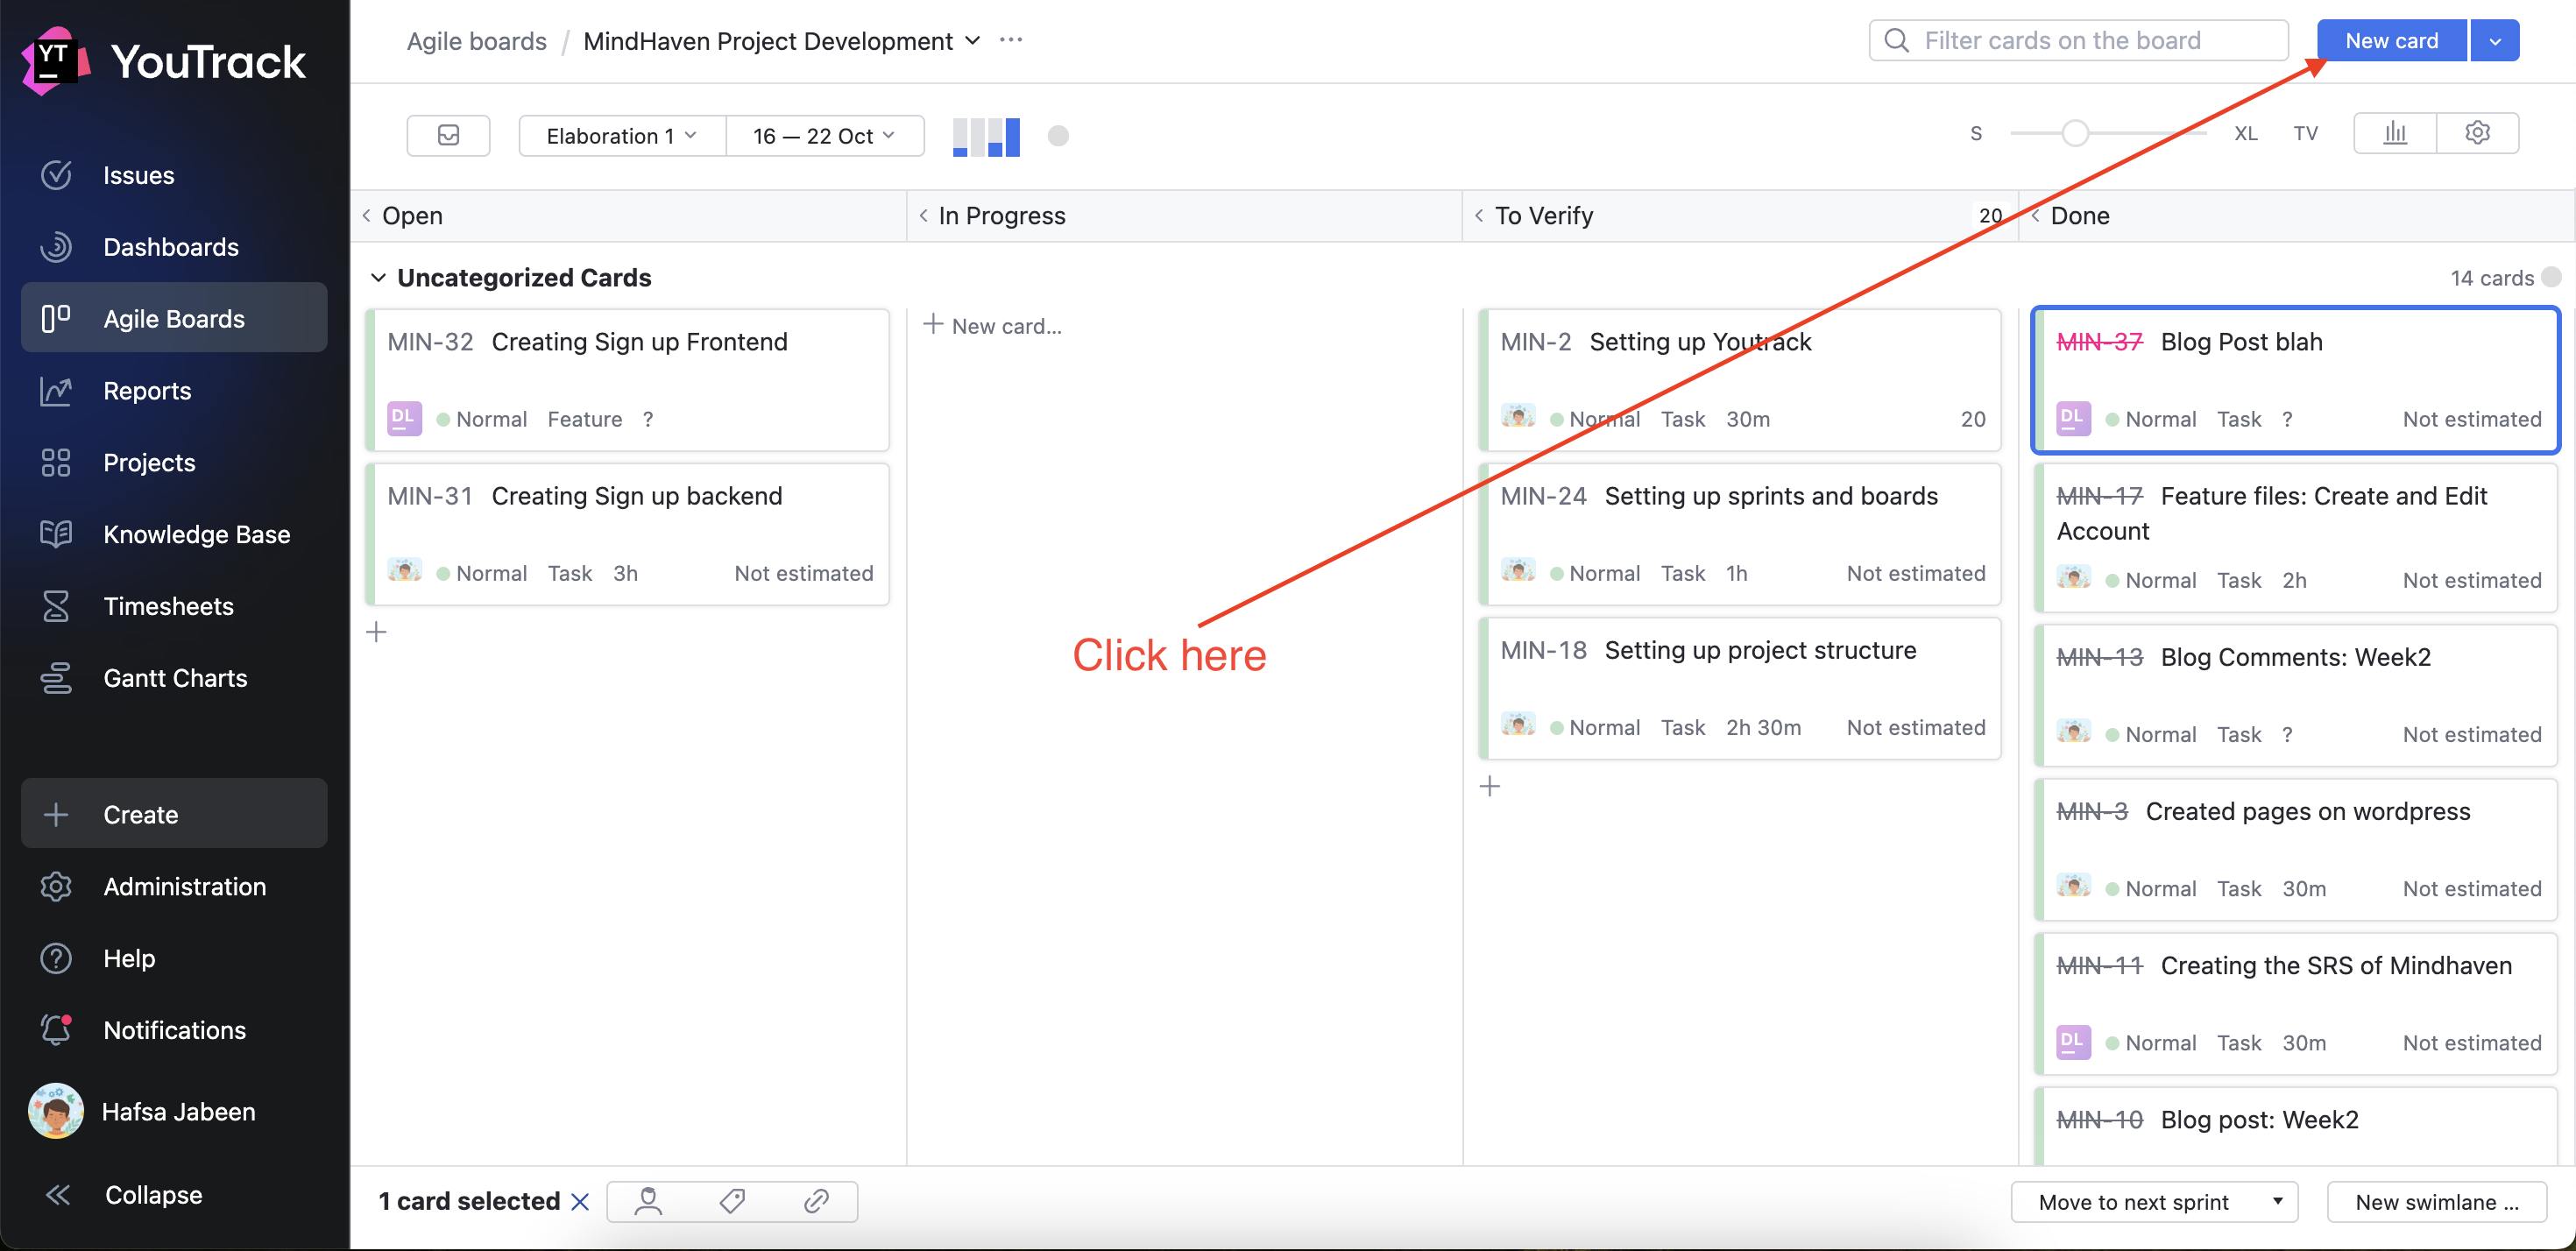 YT YouTrack
Issues
Dashboards
Agile Boards
Reports
Projects
Knowledge Base
Timesheets
Gantt Charts
Create
Administration
Help
Notifications
Hafsa Jabeen
Collapse
Agile boards / MindHaven Project Development ...
Filter cards on the board
New card
Elaboration 1
16 — 22 Oct
S XL TV
Open
In Progress
To Verify 20
Done
Uncategorized Cards
14 cards
MIN-32 Creating Sign up Frontend
DL Normal Feature ?
MIN-31 Creating Sign up backend
Normal Task 3h Not estimated
+
+ New card...
Click here
MIN-2 Setting up Youtrack
Normal Task 30m 20
MIN-24 Setting up sprints and boards
Normal Task 1h Not estimated
MIN-18 Setting up project structure
Normal Task 2h 30m Not estimated
+
MIN-37 Blog Post blah
DL Normal Task ? Not estimated
MIN-17 Feature files: Create and Edit
Account
Normal Task 2h Not estimated
MIN-13 Blog Comments: Week2
Normal Task ? Not estimated
MIN-3 Created pages on wordpress
Normal Task 30m Not estimated
MIN-11 Creating the SRS of Mindhaven
DL Normal Task 30m Not estimated
MIN-10 Blog post: Week2
1 card selected
Move to next sprint
New swimlane ...